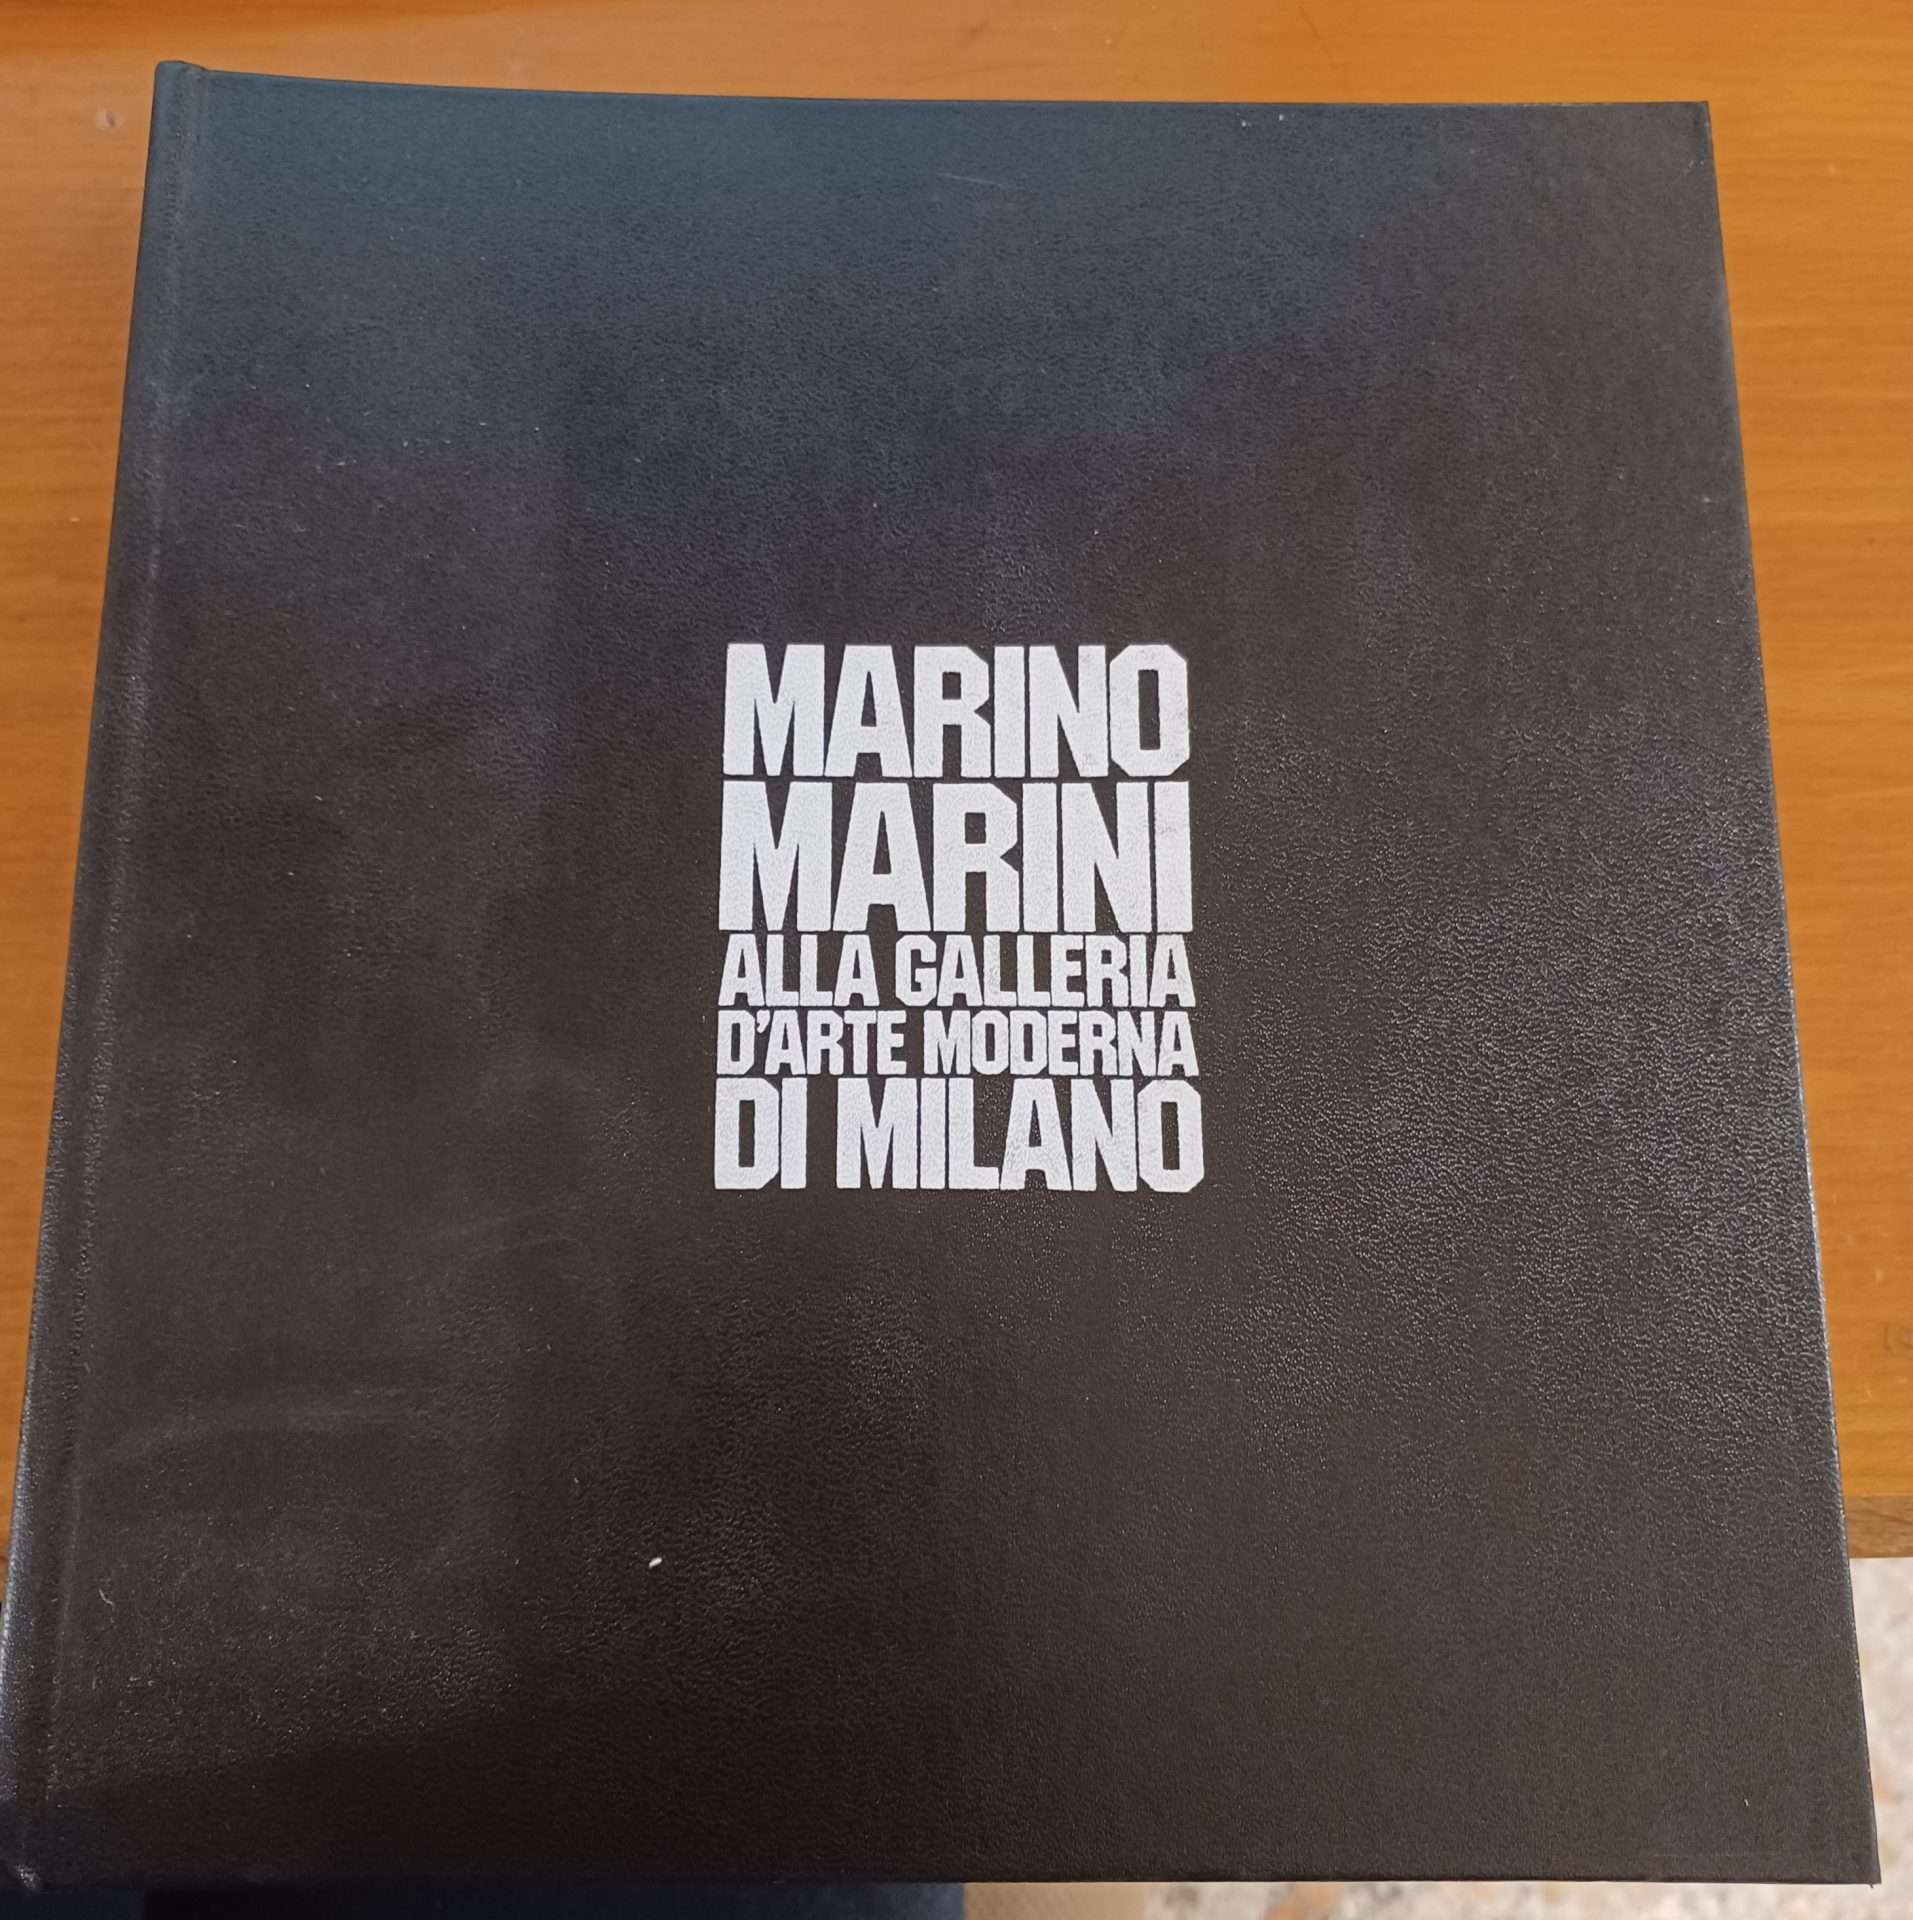 MARINO
MARINI
ALLA GALLERIA
D'ARTE MODERNA
DI MILANO